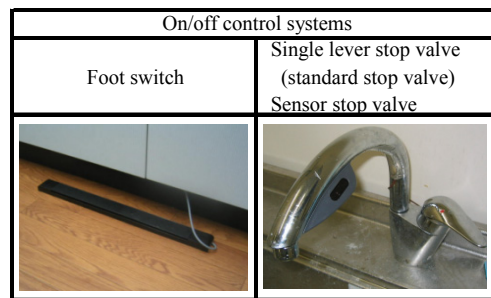 On/off control systems
Foot switch
Single lever stop valve
(standard stop valve)
Sensor stop valve